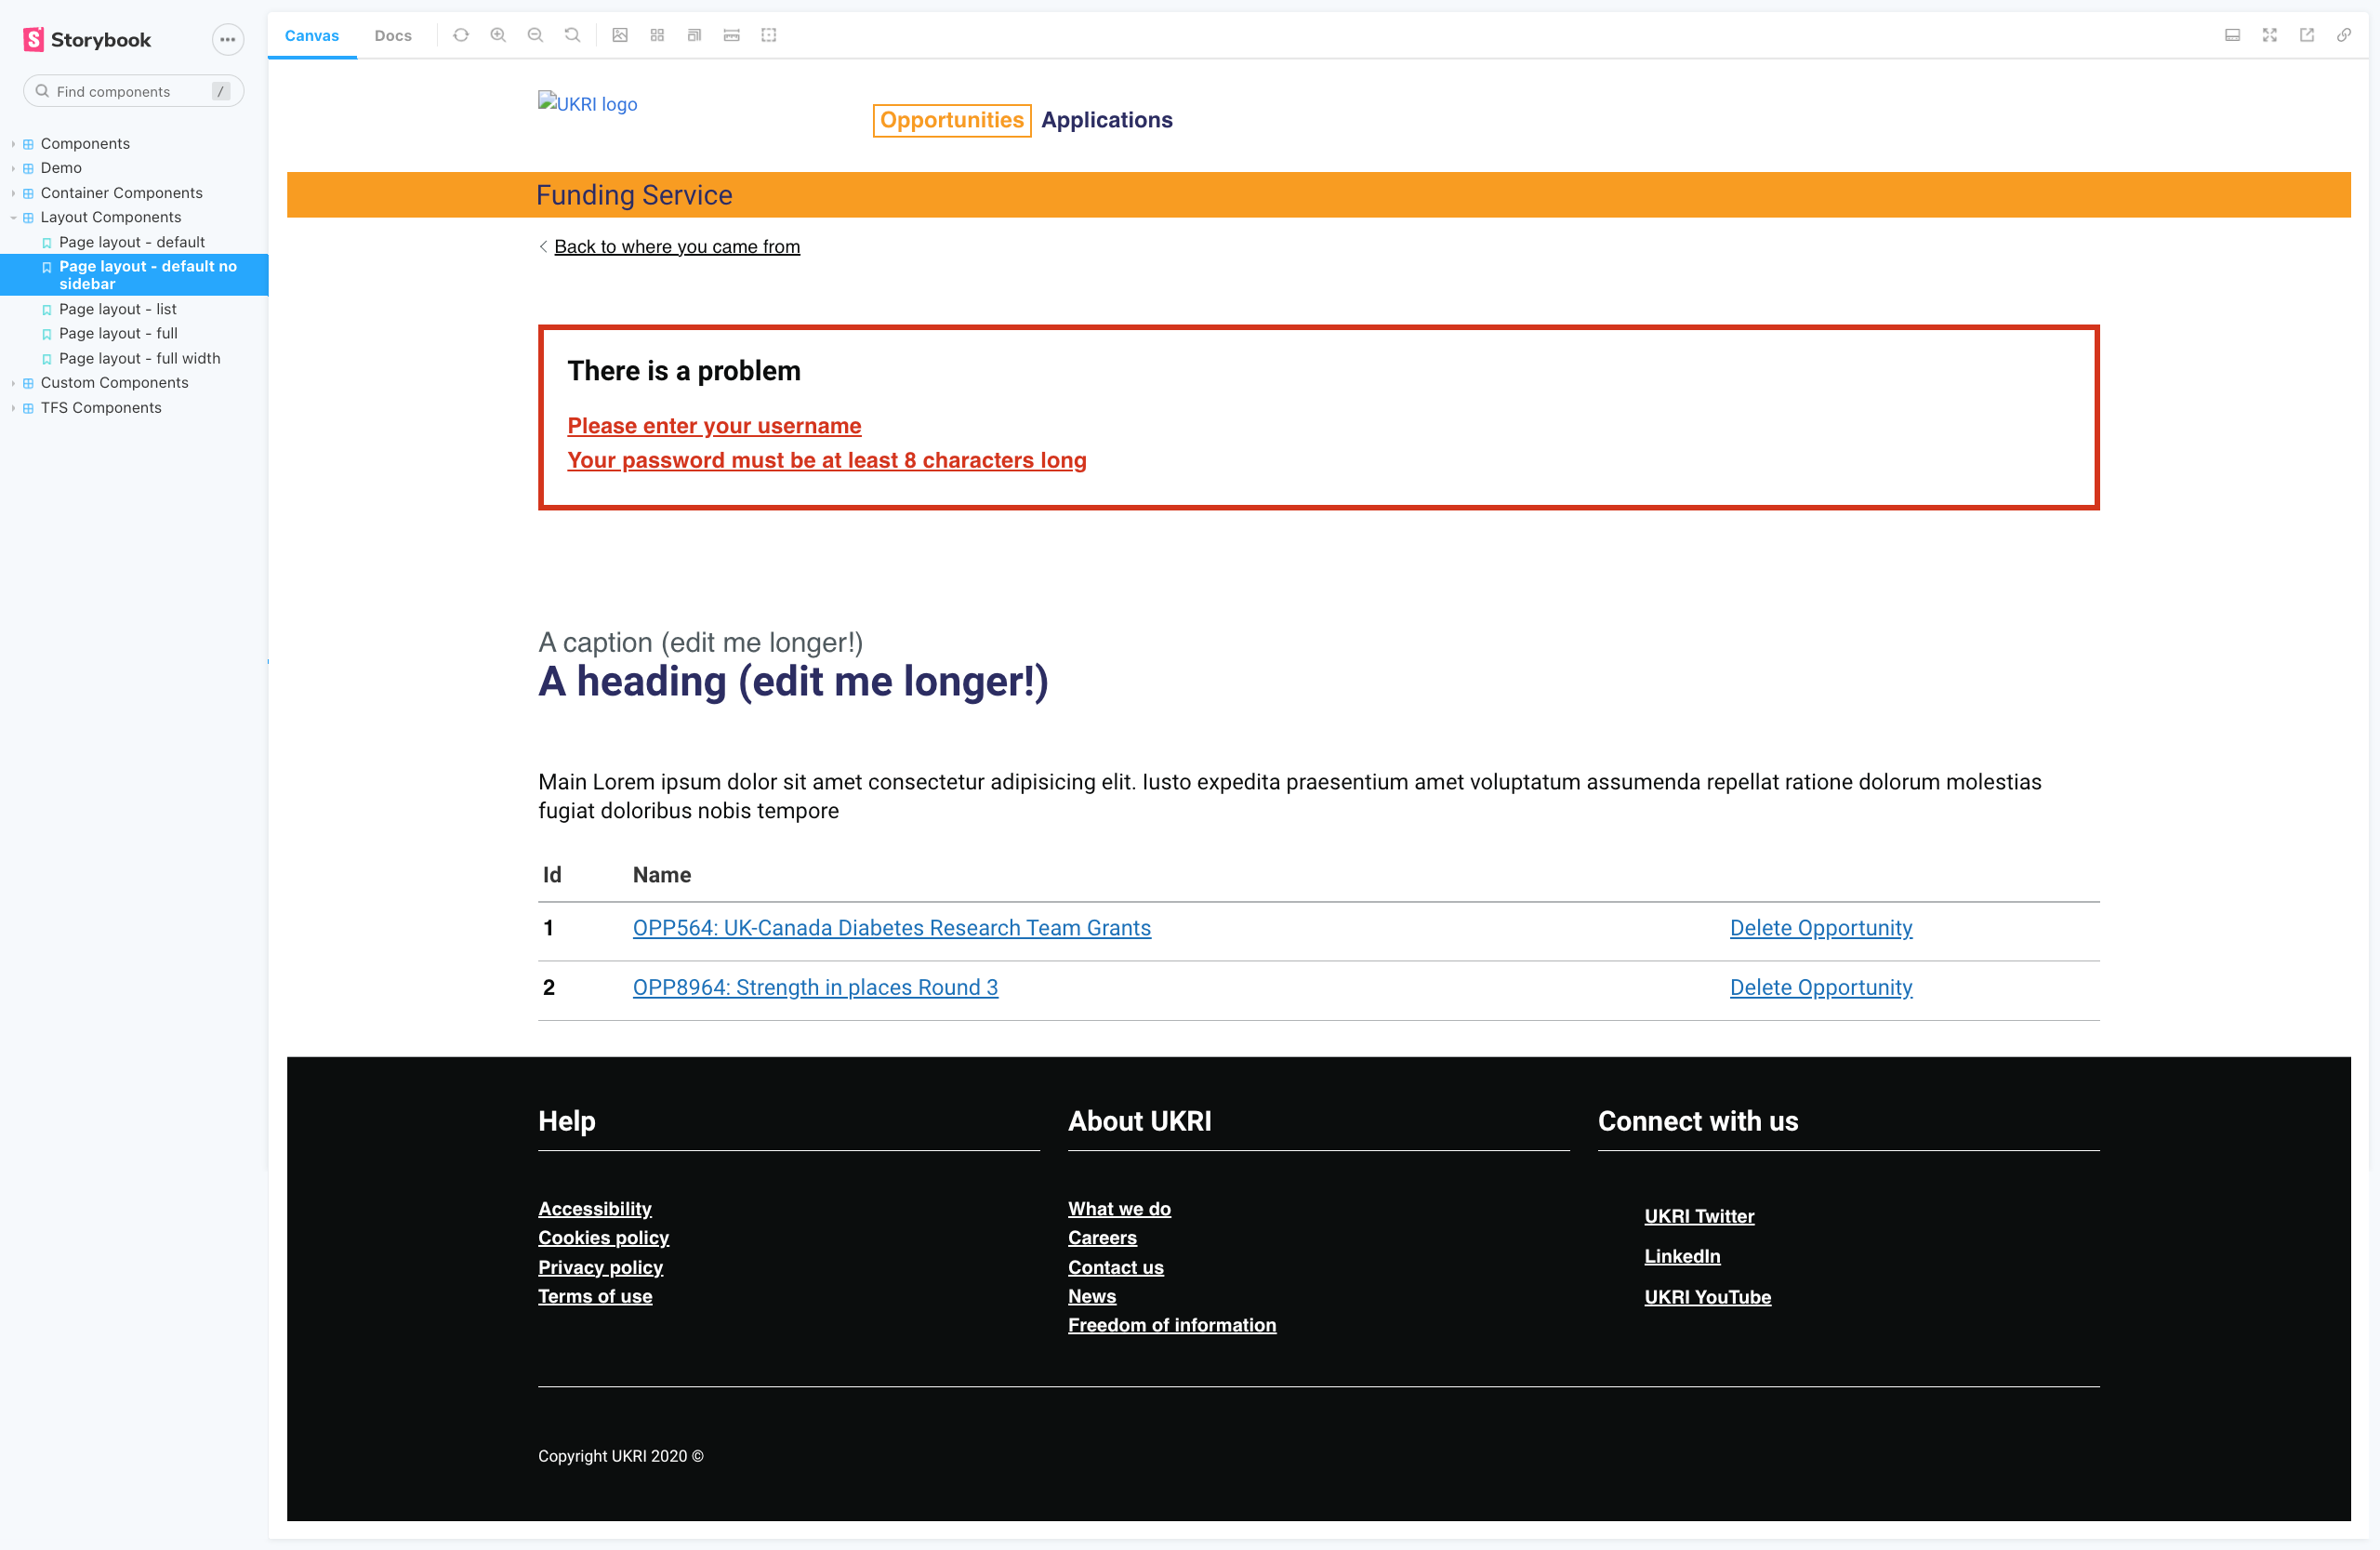 Storybook
Find components
/
Components
Demo
Container Components
Layout Components
Page layout - default
Page layout - default no
sidebar
Page layout - list
Page layout - full
Page layout - full width
Custom Components
TFS Components
Canvas
Docs
UKRI logo
Opportunities
Applications
Funding Service
Back to where you came from
There is a problem
Please enter your username
Your password must be at least 8 characters long
A caption (edit me longer!)
A heading (edit me longer!)
Main Lorem ipsum dolor sit amet consectetur adipisicing elit. Iusto expedita praesentium amet voluptatum assumenda repellat ratione dolorum molestias
fugiat doloribus nobis tempore
Id Name
1 OPP564: UK-Canada Diabetes Research Team Grants Delete Opportunity
2 OPP8964: Strength in places Round 3 Delete Opportunity
Help
Accessibility
Cookies policy
Privacy policy
Terms of use
About UKRI
What we do
Careers
Contact us
News
Freedom of information
Connect with us
UKRI Twitter
LinkedIn
UKRI YouTube
Copyright UKRI 2020 ©